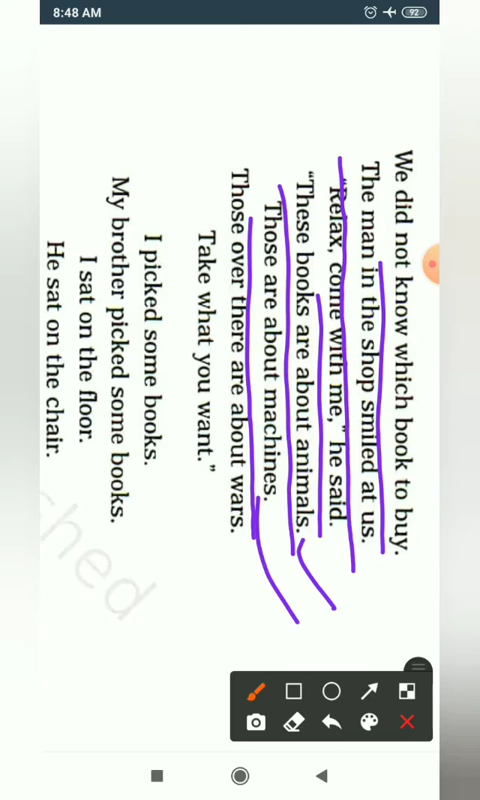 8:48 AM
92
We did not know which book to buy.
The man in the shop smiled at us.
"Relax, come with me," he said.
"These books are about animals.
Those are about machines.
Those over there are about wars.
Take what you want."
I picked some books.
My brother picked some books.
I sat on the floor.
He sat on the chair.